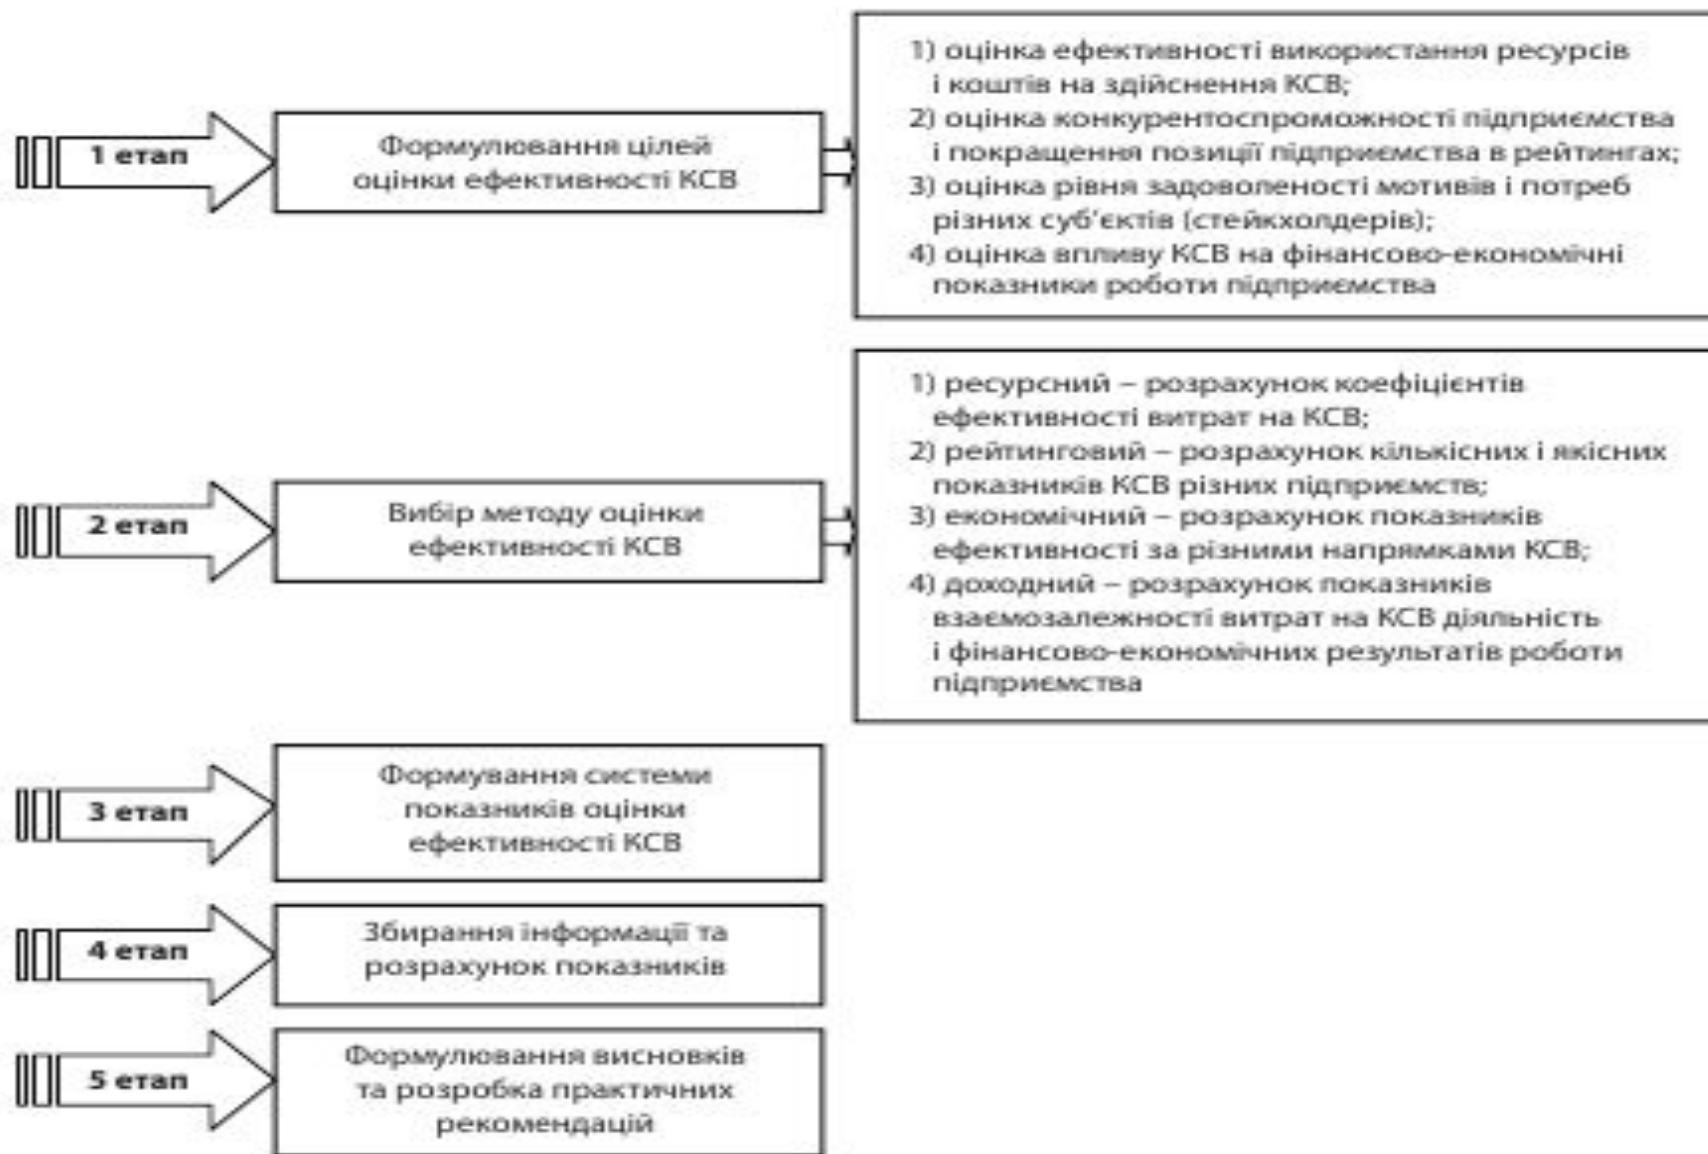 1 етап
Формулювання цілей
оцінки ефективності КСВ
1) оцінка ефективності використання ресурсів
і коштів на здійснення КСВ;
2) оцінка конкурентоспроможності підприємства
і покращення позиції підприємства в рейтингах;
3) оцінка рівня задоволеності мотивів і потреб
різних суб’єктів (стейкхолдерів);
4) оцінка впливу КСВ на фінансово-економічні
показники роботи підприємства
2 етап
Вибір методу оцінки
ефективності КСВ
1) ресурсний – розрахунок коефіцієнтів
ефективності витрат на КСВ;
2) рейтинговий – розрахунок кількісних і якісних
показників КСВ різних підприємств;
3) економічний – розрахунок показників
ефективності за різними напрямками КСВ;
4) доходний – розрахунок показників
взаємозалежності витрат на КСВ діяльність
і фінансово-економічних результатів роботи
підприємства
3 етап
Формування системи
показників оцінки
ефективності КСВ
4 етап
Збирання інформації та
розрахунок показників
5 етап
Формулювання висновків
та розробка практичних
рекомендацій